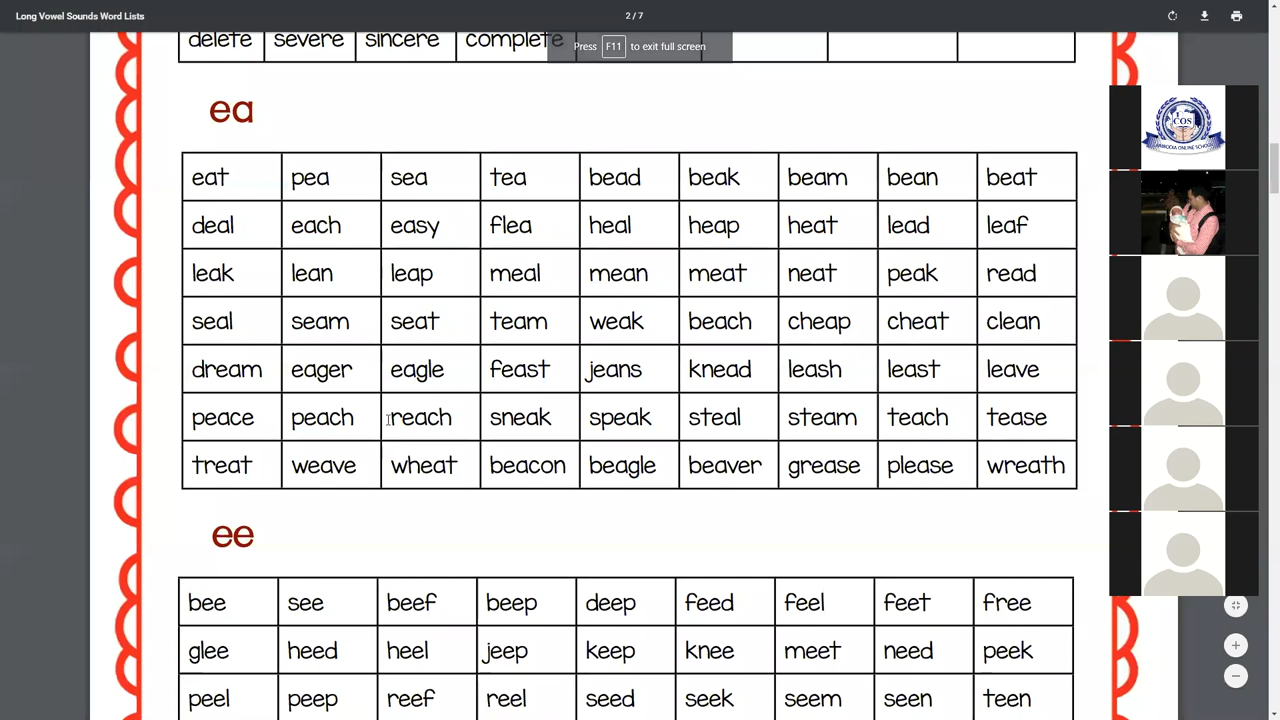 Long Vowel Sounds Word Lists 2 / 7
delete severe sincere complete
Press F11 to exit full screen
ea
COS
eat pea sea tea bead beak beam bean beat
deal each easy flea heal heap heat lead leaf
leak lean leap meal mean meat neat peak read
seal seam seat team weak beach cheap cheat clean
dream eager eagle feast jeans knead leash least leave
peace peach reach sneak speak steal steam teach tease
treat weave wheat beacon beagle beaver grease please wreath
ee
bee see beef beep deep feed feel feet free
glee heed heel jeep keep knee meet need peek
peel peep reef reel seed seek seem seen teen